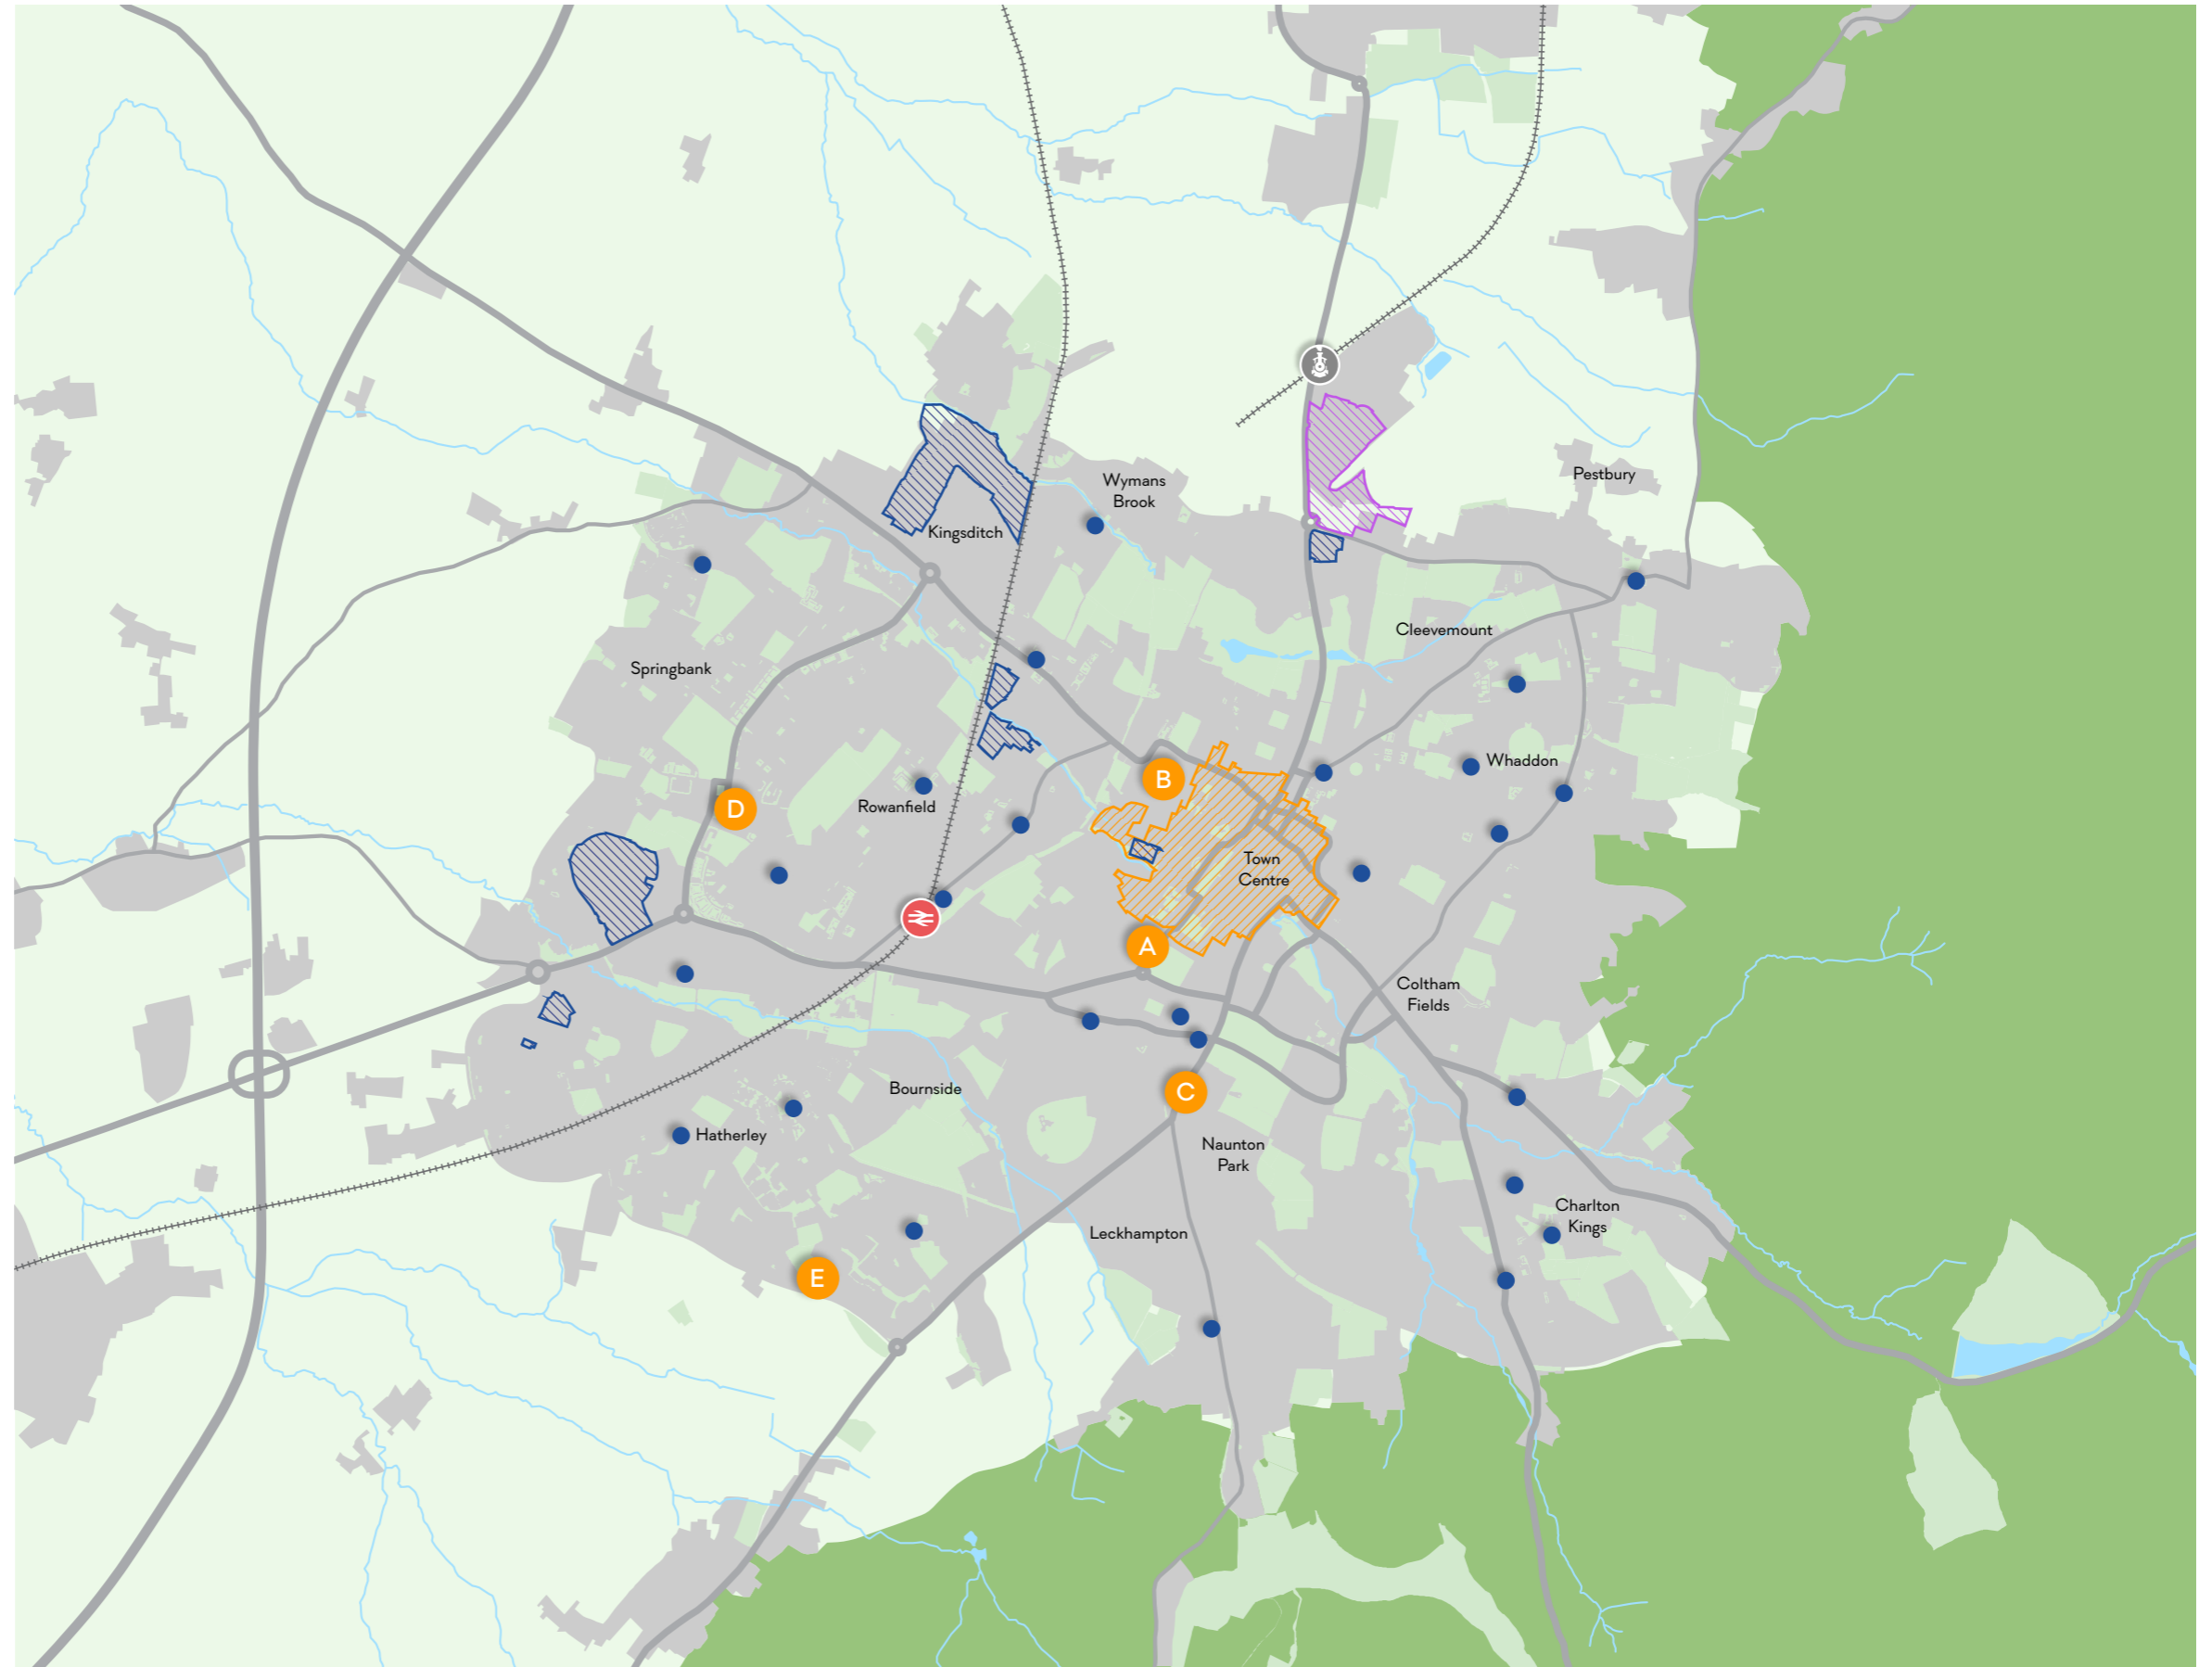 Wymans
Brook
Pestbury
Kingsditch
Cleevemount
Springbank
Whaddon
B
D
Rowanfield
Town
Centre
A
Coltham
Fields
Bournside
C
Hatherley
Naunton
Park
Charlton
Kings
Leckhampton
E